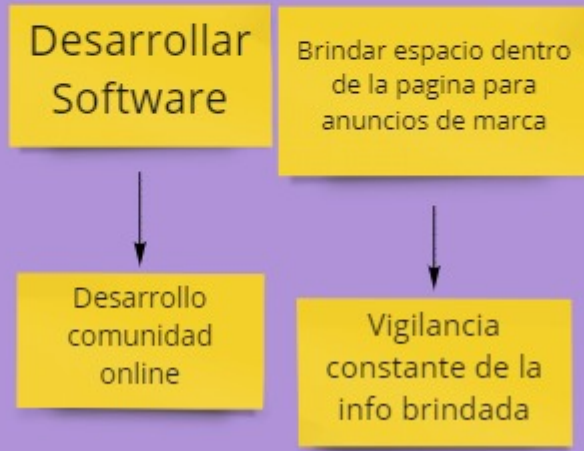 Desarrollar
Software
Brindar espacio dentro
de la pagina para
anuncios de marca
Desarrollo
comunidad
online
Vigilancia
constante de la
info brindada